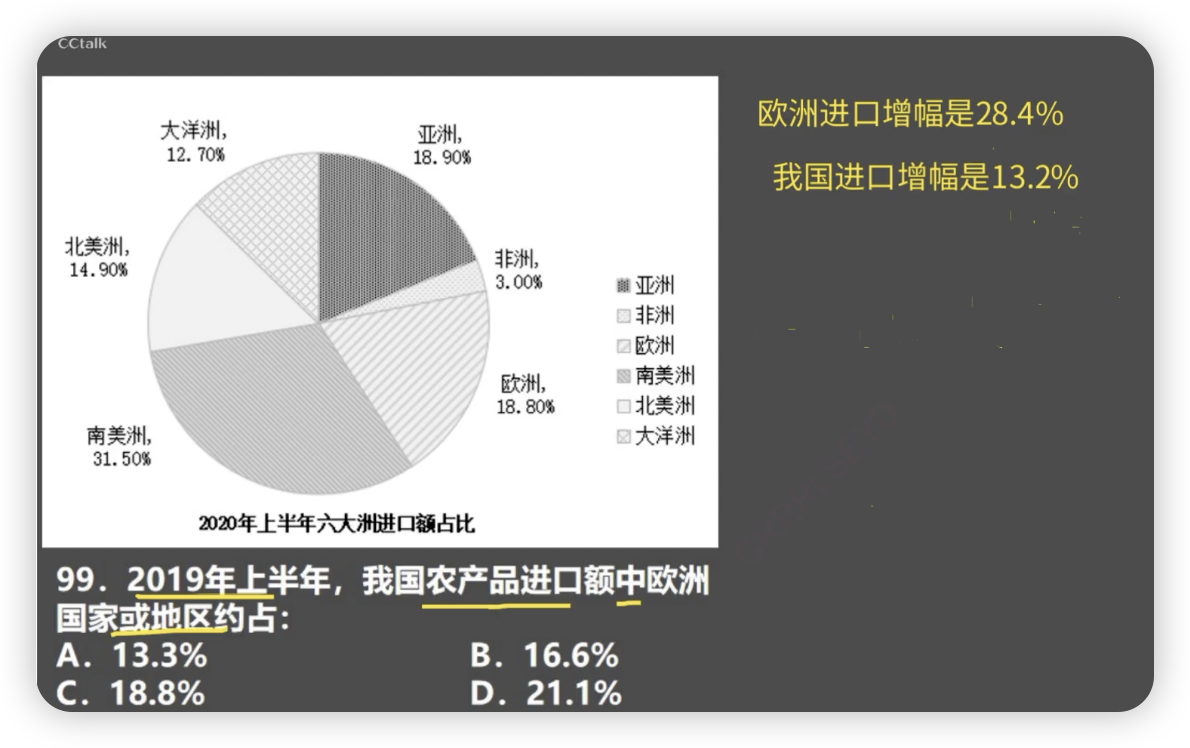 CCtalk
大洋洲,
12.70%
亚洲,
18.90%
欧洲进口增幅是28.4%
我国进口增幅是13.2%
北美洲,
14.90%
非洲,
3.00%
亚洲
非洲
欧洲
南美洲
北美洲
大洋洲
欧洲,
18.80%
南美洲,
31.50%
2020年上半年六大洲进口额占比
99. 2019年上半年，我国农产品进口额中欧洲
国家或地区约占：
A. 13.3% B. 16.6%
C. 18.8% D. 21.1%